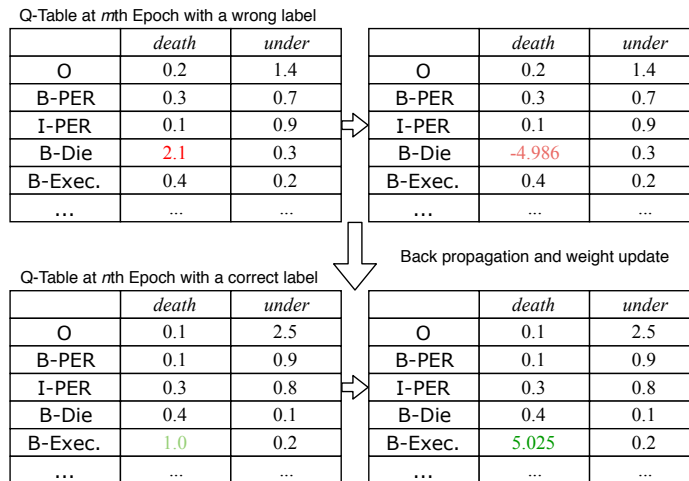 Q-Table at mth Epoch with a wrong label
death under death under
O 0.2 1.4 O 0.2 1.4
B-PER 0.3 0.7 B-PER 0.3 0.7
I-PER 0.1 0.9 I-PER 0.1 0.9
B-Die 2.1 0.3 B-Die -4.986 0.3
B-Exec. 0.4 0.2 B-Exec. 0.4 0.2
... ... ... ... ... ...
Back propagation and weight update
Q-Table at nth Epoch with a correct label
death under death under
O 0.1 2.5 O 0.1 2.5
B-PER 0.1 0.9 B-PER 0.1 0.9
I-PER 0.3 0.8 I-PER 0.3 0.8
B-Die 0.4 0.1 B-Die 0.4 0.1
B-Exec. 1.0 0.2 B-Exec. 5.025 0.2
... ... ... ... ... ...